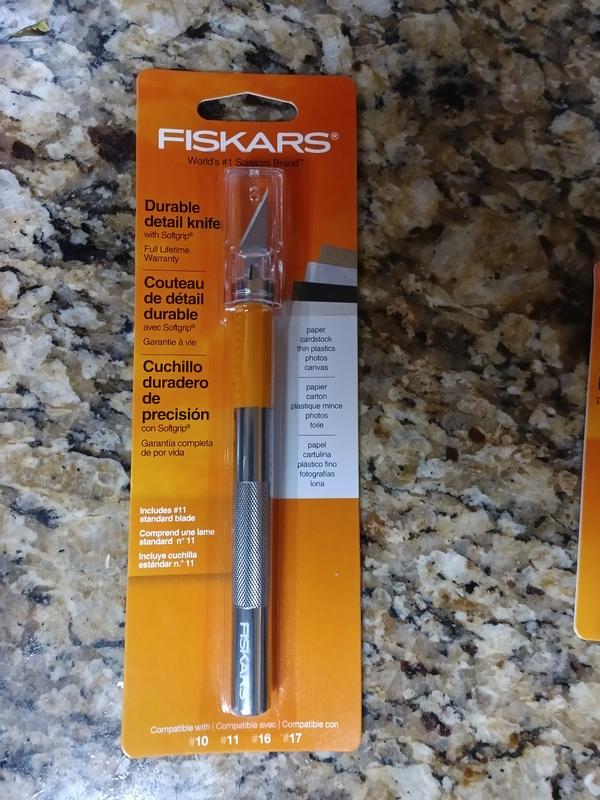 FISKARS®
World's #1 Scissors Brand™
Durable
detail knife
with Softgrip®
Full Lifetime
Warranty
Couteau
de détail
durable
avec Softgrip®
Garantie à vie
Cuchillo
duradero
de
precisión
con Softgrip®
Garantía completa
de por vida
paper
cardstock
thin plastics
photos
canvas
papier
carton
plastique mince
photos
toile
papel
cartulina
plástico fino
fotografías
lona
Includes #11
standard blade
Comprend une lame
standard n° 11
Incluye cuchilla
estándar n.° 11
FISKARS
Compatible with | Compatible avec | Compatible con
#10 #11 #16 #17